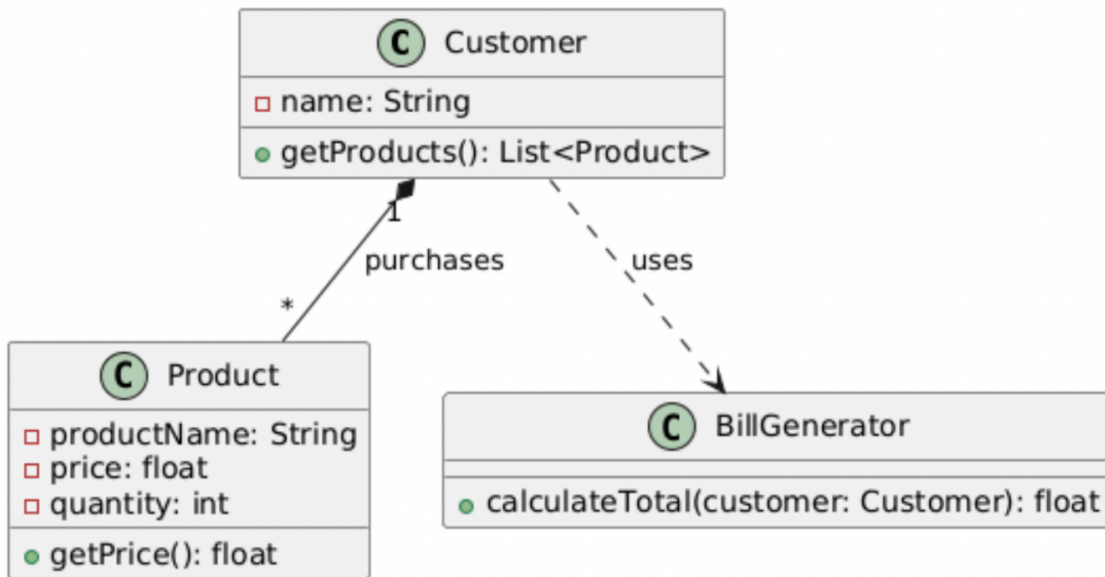 C Customer
name: String
getProducts(): List<Product>
1
purchases
uses
*
C Product
productName: String
price: float
quantity: int
getPrice(): float
C BillGenerator
calculateTotal(customer: Customer): float